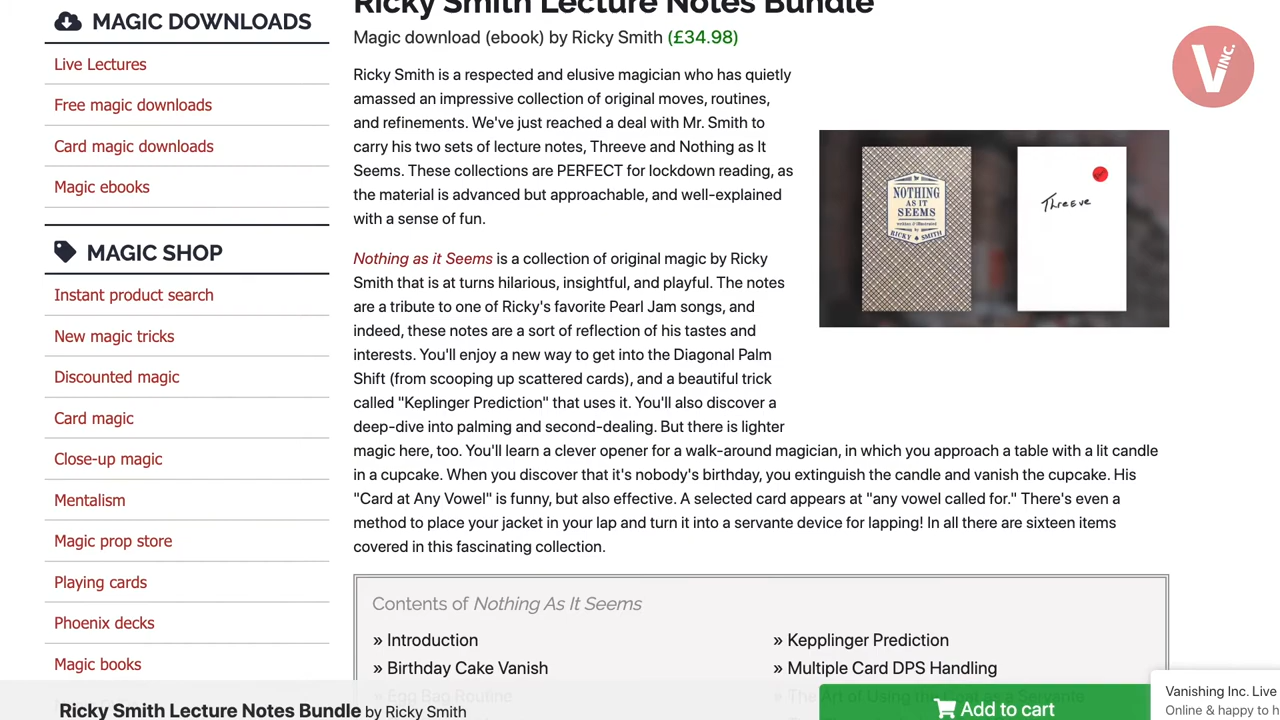 MAGIC DOWNLOADS
Live Lectures
Free magic downloads
Card magic downloads
Magic ebooks
MAGIC SHOP
Instant product search
New magic tricks
Discounted magic
Card magic
Close-up magic
Mentalism
Magic prop store
Playing cards
Phoenix decks
Magic books
Ricky Smith Lecture Notes Bundle
Magic download (ebook) by Ricky Smith (£34.98)
Ricky Smith is a respected and elusive magician who has quietly
amassed an impressive collection of original moves, routines,
and refinements. We've just reached a deal with Mr. Smith to
carry his two sets of lecture notes, Threeve and Nothing as It
Seems. These collections are PERFECT for lockdown reading, as
the material is advanced but approachable, and well-explained
with a sense of fun.
Nothing as it Seems is a collection of original magic by Ricky
Smith that is at turns hilarious, insightful, and playful. The notes
are a tribute to one of Ricky's favorite Pearl Jam songs, and
indeed, these notes are a sort of reflection of his tastes and
interests. You'll enjoy a new way to get into the Diagonal Palm
Shift (from scooping up scattered cards), and a beautiful trick
called "Keplinger Prediction" that uses it. You'll also discover a
deep-dive into palming and second-dealing. But there is lighter
magic here, too. You'll learn a clever opener for a walk-around magician, in which you approach a table with a lit candle
in a cupcake. When you discover that it's nobody's birthday, you extinguish the candle and vanish the cupcake. His
"Card at Any Vowel" is funny, but also effective. A selected card appears at "any vowel called for." There's even a
method to place your jacket in your lap and turn it into a servante device for lapping! In all there are sixteen items
covered in this fascinating collection.
V INC.
NOTHING
AS IT
SEEMS
written & illustrated
by
RICKY SMITH
Threeve
Contents of Nothing As It Seems
» Introduction
» Birthday Cake Vanish
» Egg Bag Routine
» Kepplinger Prediction
» Multiple Card DPS Handling
» The Art of Using the Coat as a Servante
Ricky Smith Lecture Notes Bundle by Ricky Smith
Add to cart
Vanishing Inc. Live
Online & happy to h